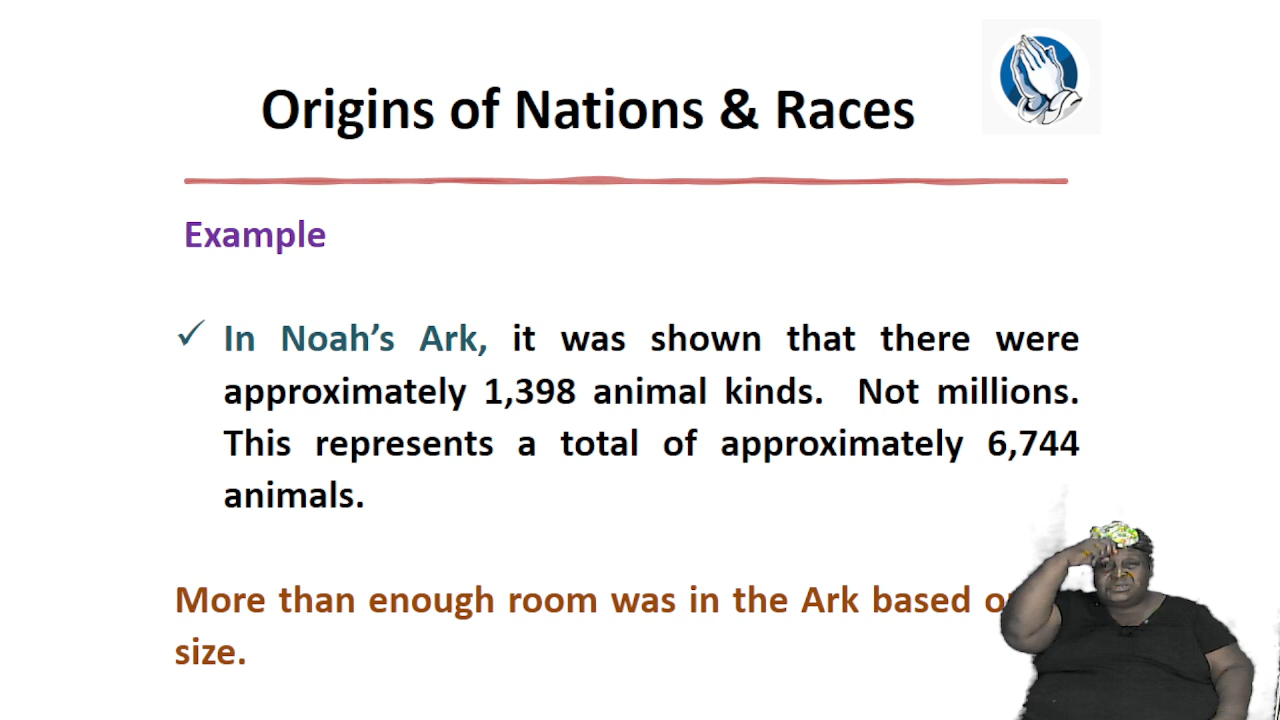 Origins of Nations & Races
Example
✓ In Noah’s Ark, it was shown that there were
approximately 1,398 animal kinds. Not millions.
This represents a total of approximately 6,744
animals.
More than enough room was in the Ark based
size.